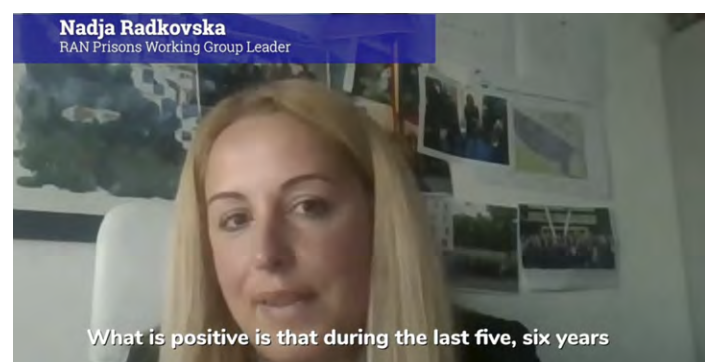 Nadja Radkovska
RAN Prisons Working Group Leader
What is positive is that during the last five, six years